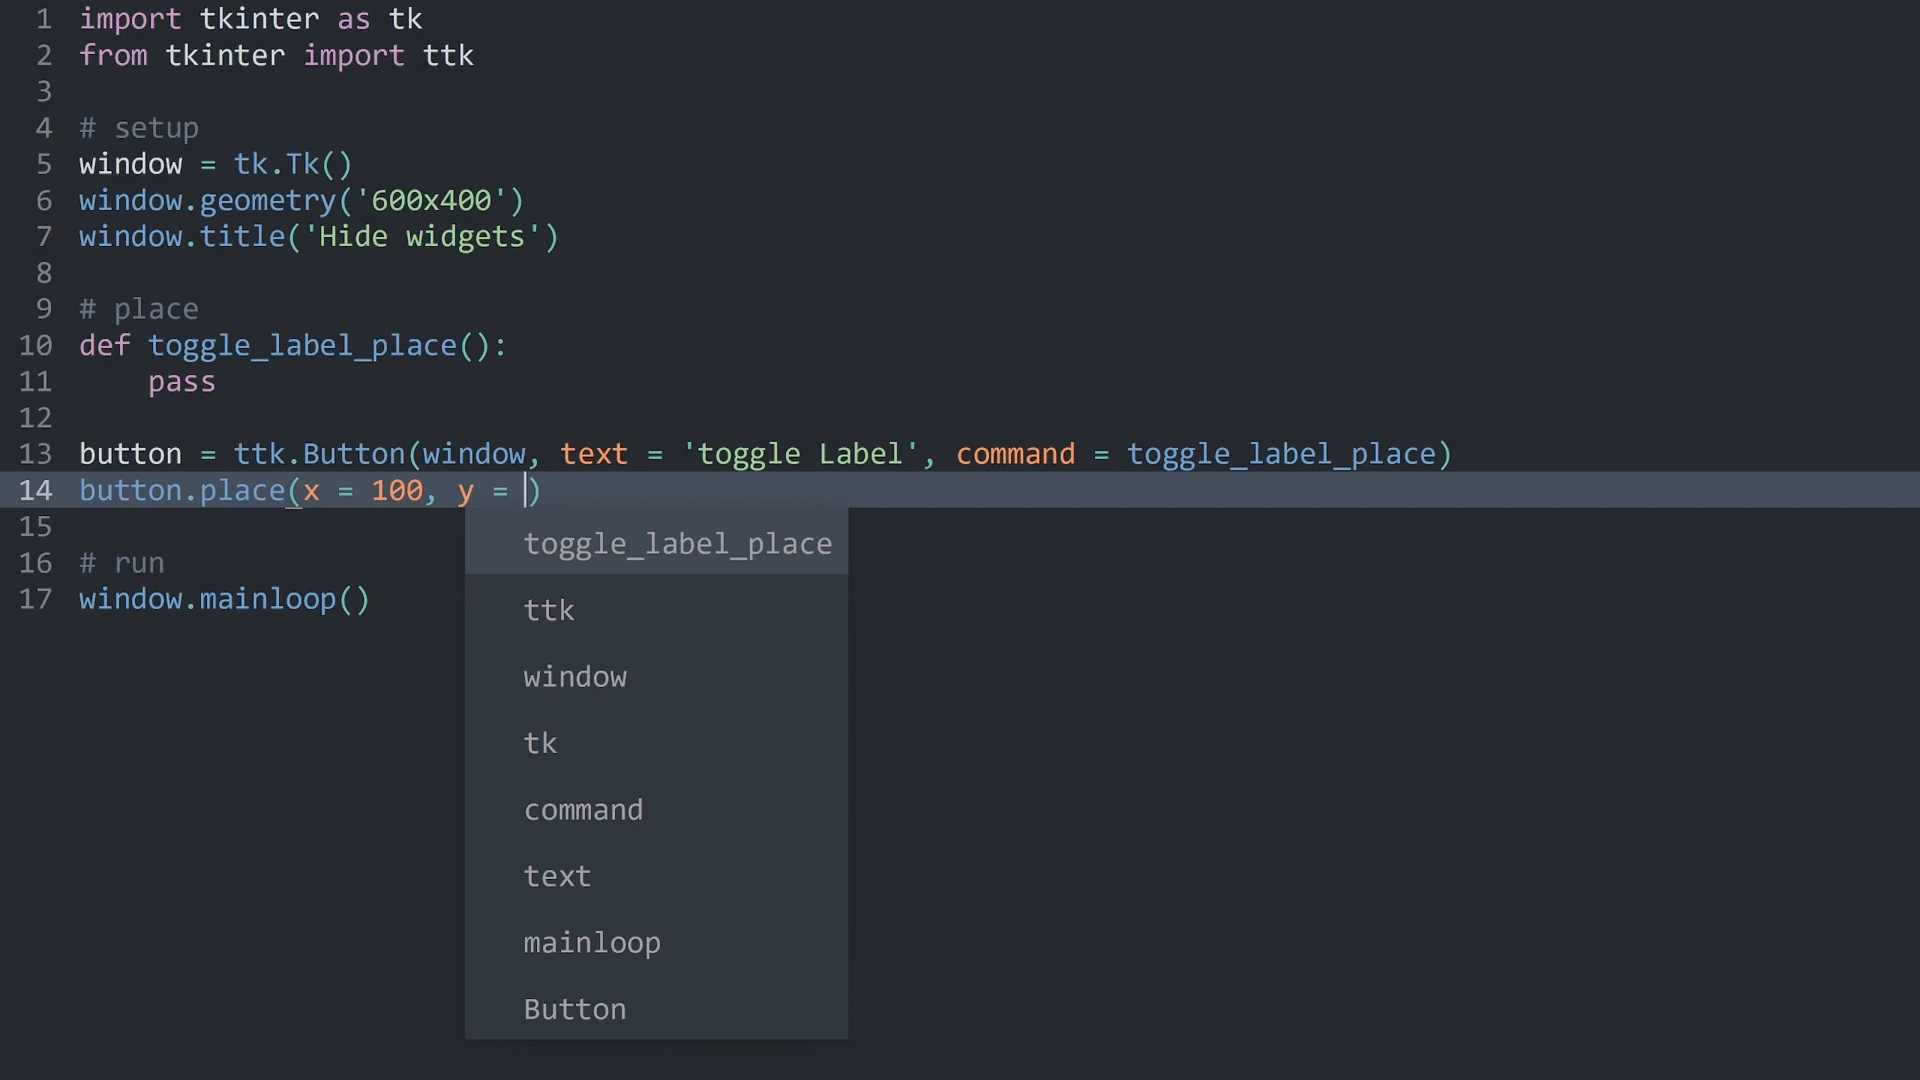 1 import tkinter as tk
2 from tkinter import ttk
3
4 # setup
5 window = tk.Tk()
6 window.geometry('600x400')
7 window.title('Hide widgets')
8
9 # place
10 def toggle_label_place():
11     pass
12
13 button = ttk.Button(window, text = 'toggle Label', command = toggle_label_place)
14 button.place(x = 100, y = )
15
16 # run
17 window.mainloop()
toggle_label_place
ttk
window
tk
command
text
mainloop
Button